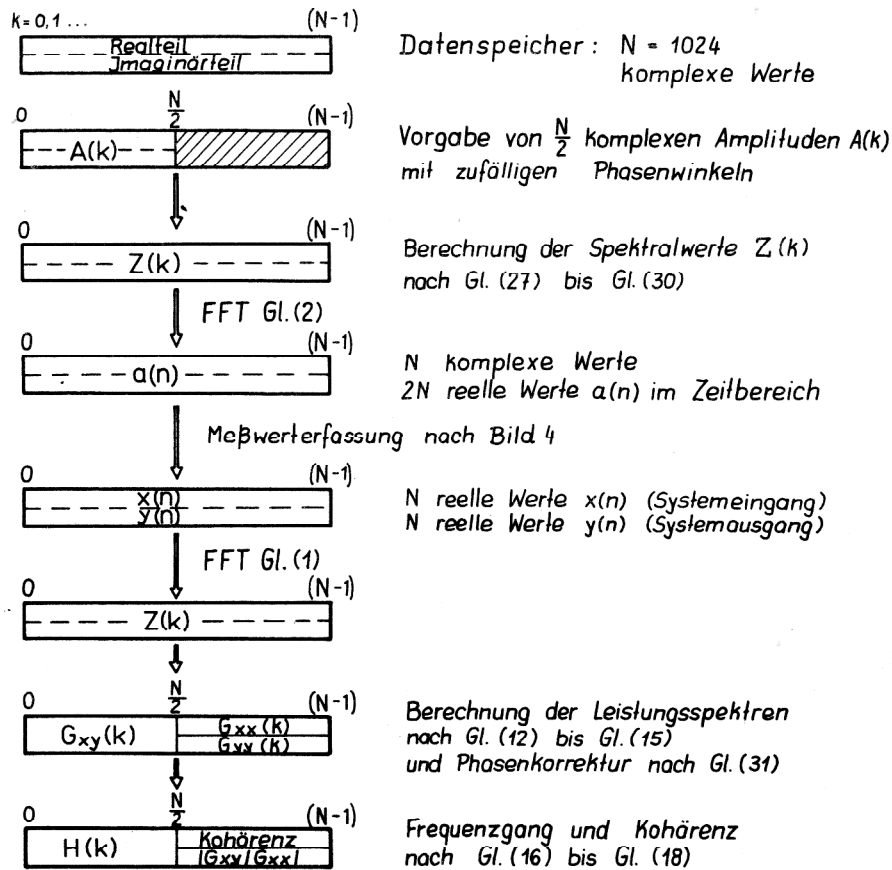 k=0,1 ... (N-1)
Realteil
Imaginärteil
Datenspeicher: N = 1024
komplexe Werte
0 N/2 (N-1)
A(k)
Vorgabe von N/2 komplexen Amplituden A(k)
mit zufälligen Phasenwinkeln
0 (N-1)
Z(k)
Berechnung der Spektralwerte Z(k)
nach Gl. (27) bis Gl. (30)
FFT Gl.(2)
0 (N-1)
a(n)
N komplexe Werte
2N reelle Werte a(n) im Zeitbereich
Meßwerterfassung nach Bild 4
0 (N-1)
x(n)
y(n)
N reelle Werte x(n) (Systemeingang)
N reelle Werte y(n) (Systemausgang)
FFT Gl.(1)
0 (N-1)
Z(k)
0 N/2 (N-1)
Gxy(k)
Gxx(k)
Gyy(k)
Berechnung der Leistungsspektren
nach Gl. (12) bis Gl. (15)
und Phasenkorrektur nach Gl. (31)
0 N/2 (N-1)
H(k)
Kohärenz
|Gxy|Gxx|
Frequenzgang und Kohärenz
nach Gl. (16) bis Gl. (18)